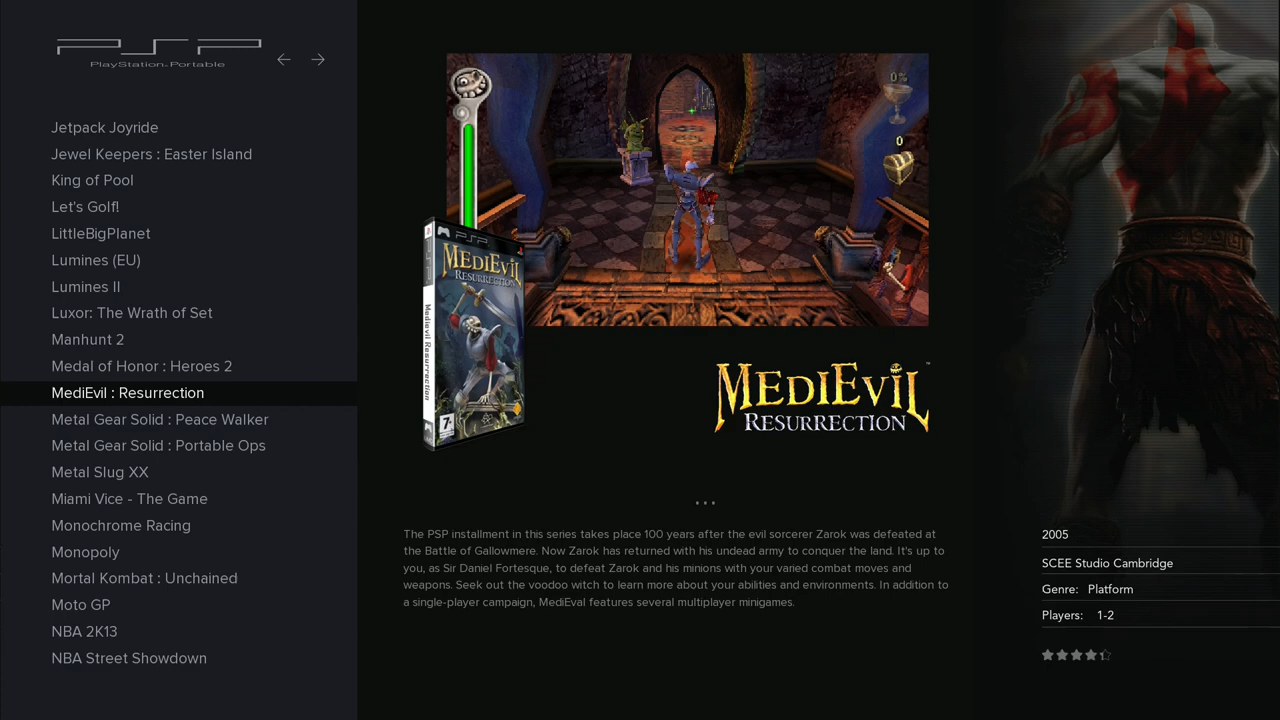 PSP
PlayStation Portable
Jetpack Joyride
Jewel Keepers : Easter Island
King of Pool
Let's Golf!
LittleBigPlanet
Lumines (EU)
Lumines II
Luxor: The Wrath of Set
Manhunt 2
Medal of Honor : Heroes 2
MediEvil : Resurrection
Metal Gear Solid : Peace Walker
Metal Gear Solid : Portable Ops
Metal Slug XX
Miami Vice - The Game
Monochrome Racing
Monopoly
Mortal Kombat : Unchained
Moto GP
NBA 2K13
NBA Street Showdown
0%
0
PSP
MEDIEVIL
RESURRECTION
Medievil Resurrection
7+
MEDIEVIL™
RESURRECTION
...
The PSP installment in this series takes place 100 years after the evil sorcerer Zarok was defeated at
the Battle of Gallowmere. Now Zarok has returned with his undead army to conquer the land. It's up to
you, as Sir Daniel Fortesque, to defeat Zarok and his minions with your varied combat moves and
weapons. Seek out the voodoo witch to learn more about your abilities and environments. In addition to
a single-player campaign, MediEval features several multiplayer minigames.
2005
SCEE Studio Cambridge
Genre: Platform
Players: 1-2